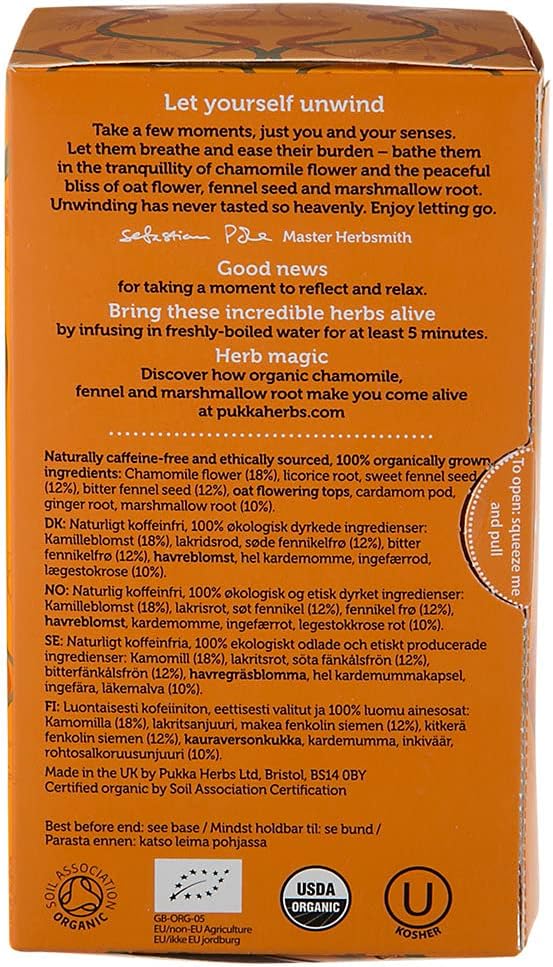 Let yourself unwind
Take a few moments, just you and your senses.
Let them breathe and ease their burden – bathe them
in the tranquillity of chamomile flower and the peaceful
bliss of oat flower, fennel seed and marshmallow root.
Unwinding has never tasted so heavenly. Enjoy letting go.
Sebastian Pole Master Herbsmith
Good news
for taking a moment to reflect and relax.
Bring these incredible herbs alive
by infusing in freshly-boiled water for at least 5 minutes.
Herb magic
Discover how organic chamomile,
fennel and marshmallow root make you come alive
at pukkaherbs.com
Naturally caffeine-free and ethically sourced, 100% organically grown
ingredients: Chamomile flower (18%), licorice root, sweet fennel seed
(12%), bitter fennel seed (12%), oat flowering tops, cardamom pod,
ginger root, marshmallow root (10%).
To open: squeeze me
and pull
DK: Naturligt koffeinfri, 100% økologisk dyrkede ingredienser:
Kamilleblomst (18%), lakridsrod, søde fennikelfrø (12%), bitter
fennikelfrø (12%), havreblomst, hel kardemomme, ingefærrod,
lægestokrose (10%).
NO: Naturlig koffeinfri, 100% økologisk og etisk dyrket ingredienser:
Kamilleblomst (18%), lakrisrot, søt fennikel (12%), fennikel frø (12%),
havreblomst, kardemomme, ingefærrot, legestokkrose rot (10%).
SE: Naturligt koffeinfria, 100% ekologiskt odlade och etiskt producerade
ingredienser: Kamomill (18%), lakritsrot, söta fänkålsfrön (12%),
bitterfänkålsfrön (12%), havregräsblomma, hel kardemummakapsel,
ingefära, läkemalva (10%).
FI: Luontaisesti kofeiiniton, eettisesti valitut ja 100% luomu ainesosat:
Kamomilla (18%), lakritsanjuuri, makea fenkolin siemen (12%), kitkerä
fenkolin siemen (12%), kauraversonkukka, kardemumma, inkiväär,
rohtosalkoruusunjuuri (10%).
Made in the UK by Pukka Herbs Ltd, Bristol, BS14 0BY
Certified organic by Soil Association Certification
Best before end: see base / Mindst holdbar til: se bund /
Parasta ennen: katso leima pohjassa
SOIL ASSOCIATION
ORGANIC
GB-ORG-05
EU/non-EU Agriculture
EU/ikke EU jordburg
USDA
ORGANIC
U
KOSHER